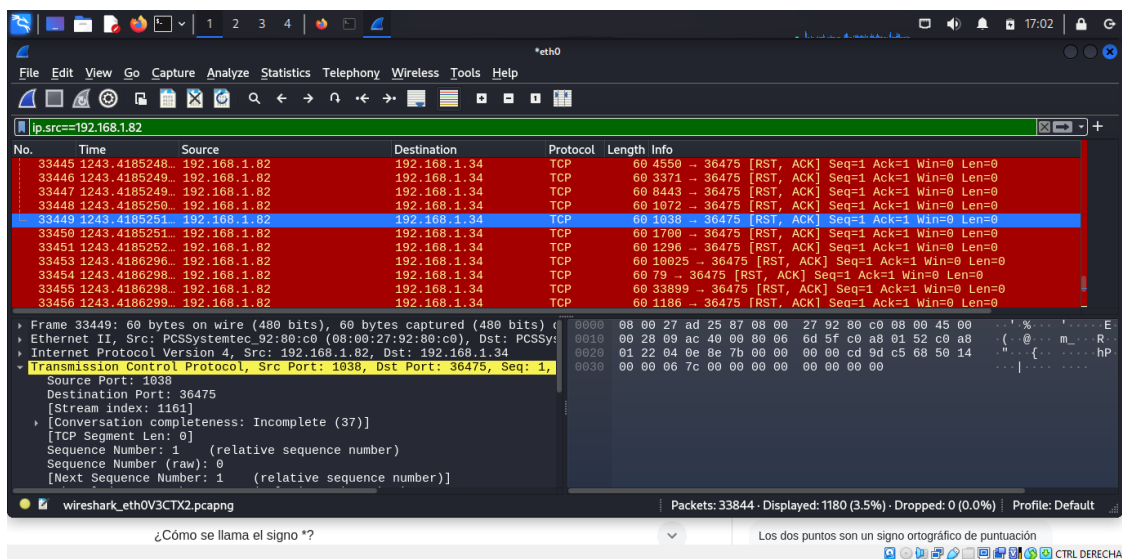 1 2 3 4 17:02
*eth0
File Edit View Go Capture Analyze Statistics Telephony Wireless Tools Help
ip.src==192.168.1.82
No. Time Source Destination Protocol Length Info
33445 1243.4185248… 192.168.1.82 192.168.1.34 TCP 60 4550 → 36475 [RST, ACK] Seq=1 Ack=1 Win=0 Len=0
33446 1243.4185249… 192.168.1.82 192.168.1.34 TCP 60 3371 → 36475 [RST, ACK] Seq=1 Ack=1 Win=0 Len=0
33447 1243.4185249… 192.168.1.82 192.168.1.34 TCP 60 8443 → 36475 [RST, ACK] Seq=1 Ack=1 Win=0 Len=0
33448 1243.4185250… 192.168.1.82 192.168.1.34 TCP 60 1072 → 36475 [RST, ACK] Seq=1 Ack=1 Win=0 Len=0
33449 1243.4185251… 192.168.1.82 192.168.1.34 TCP 60 1038 → 36475 [RST, ACK] Seq=1 Ack=1 Win=0 Len=0
33450 1243.4185251… 192.168.1.82 192.168.1.34 TCP 60 1700 → 36475 [RST, ACK] Seq=1 Ack=1 Win=0 Len=0
33451 1243.4185252… 192.168.1.82 192.168.1.34 TCP 60 1296 → 36475 [RST, ACK] Seq=1 Ack=1 Win=0 Len=0
33453 1243.4186296… 192.168.1.82 192.168.1.34 TCP 60 10025 → 36475 [RST, ACK] Seq=1 Ack=1 Win=0 Len=0
33454 1243.4186298… 192.168.1.82 192.168.1.34 TCP 60 79 → 36475 [RST, ACK] Seq=1 Ack=1 Win=0 Len=0
33455 1243.4186298… 192.168.1.82 192.168.1.34 TCP 60 33899 → 36475 [RST, ACK] Seq=1 Ack=1 Win=0 Len=0
33456 1243.4186299… 192.168.1.82 192.168.1.34 TCP 60 1186 → 36475 [RST, ACK] Seq=1 Ack=1 Win=0 Len=0
Frame 33449: 60 bytes on wire (480 bits), 60 bytes captured (480 bits) o
Ethernet II, Src: PCSSystemtec_92:80:c0 (08:00:27:92:80:c0), Dst: PCSSy
Internet Protocol Version 4, Src: 192.168.1.82, Dst: 192.168.1.34
Transmission Control Protocol, Src Port: 1038, Dst Port: 36475, Seq: 1,
Source Port: 1038
Destination Port: 36475
[Stream index: 1161]
[Conversation completeness: Incomplete (37)]
[TCP Segment Len: 0]
Sequence Number: 1 (relative sequence number)
Sequence Number (raw): 0
[Next Sequence Number: 1 (relative sequence number)]
0000 08 00 27 ad 25 87 08 00 27 92 80 c0 08 00 45 00 ··'·%··· '·····E·
0010 00 28 09 ac 40 00 80 06 6d 5f c0 a8 01 52 c0 a8 ·(··@··· m_···R··
0020 01 22 04 0e 8e 7b 00 00 00 00 cd 9d c5 68 50 14 ·"···{·· ·····hP·
0030 00 00 06 7c 00 00 00 00 00 00 00 00 ···|···· ····
wireshark_eth0V3CTX2.pcapng Packets: 33844 · Displayed: 1180 (3.5%) · Dropped: 0 (0.0%) Profile: Default
¿Cómo se llama el signo *? Los dos puntos son un signo ortográfico de puntuación
CTRL DERECHA